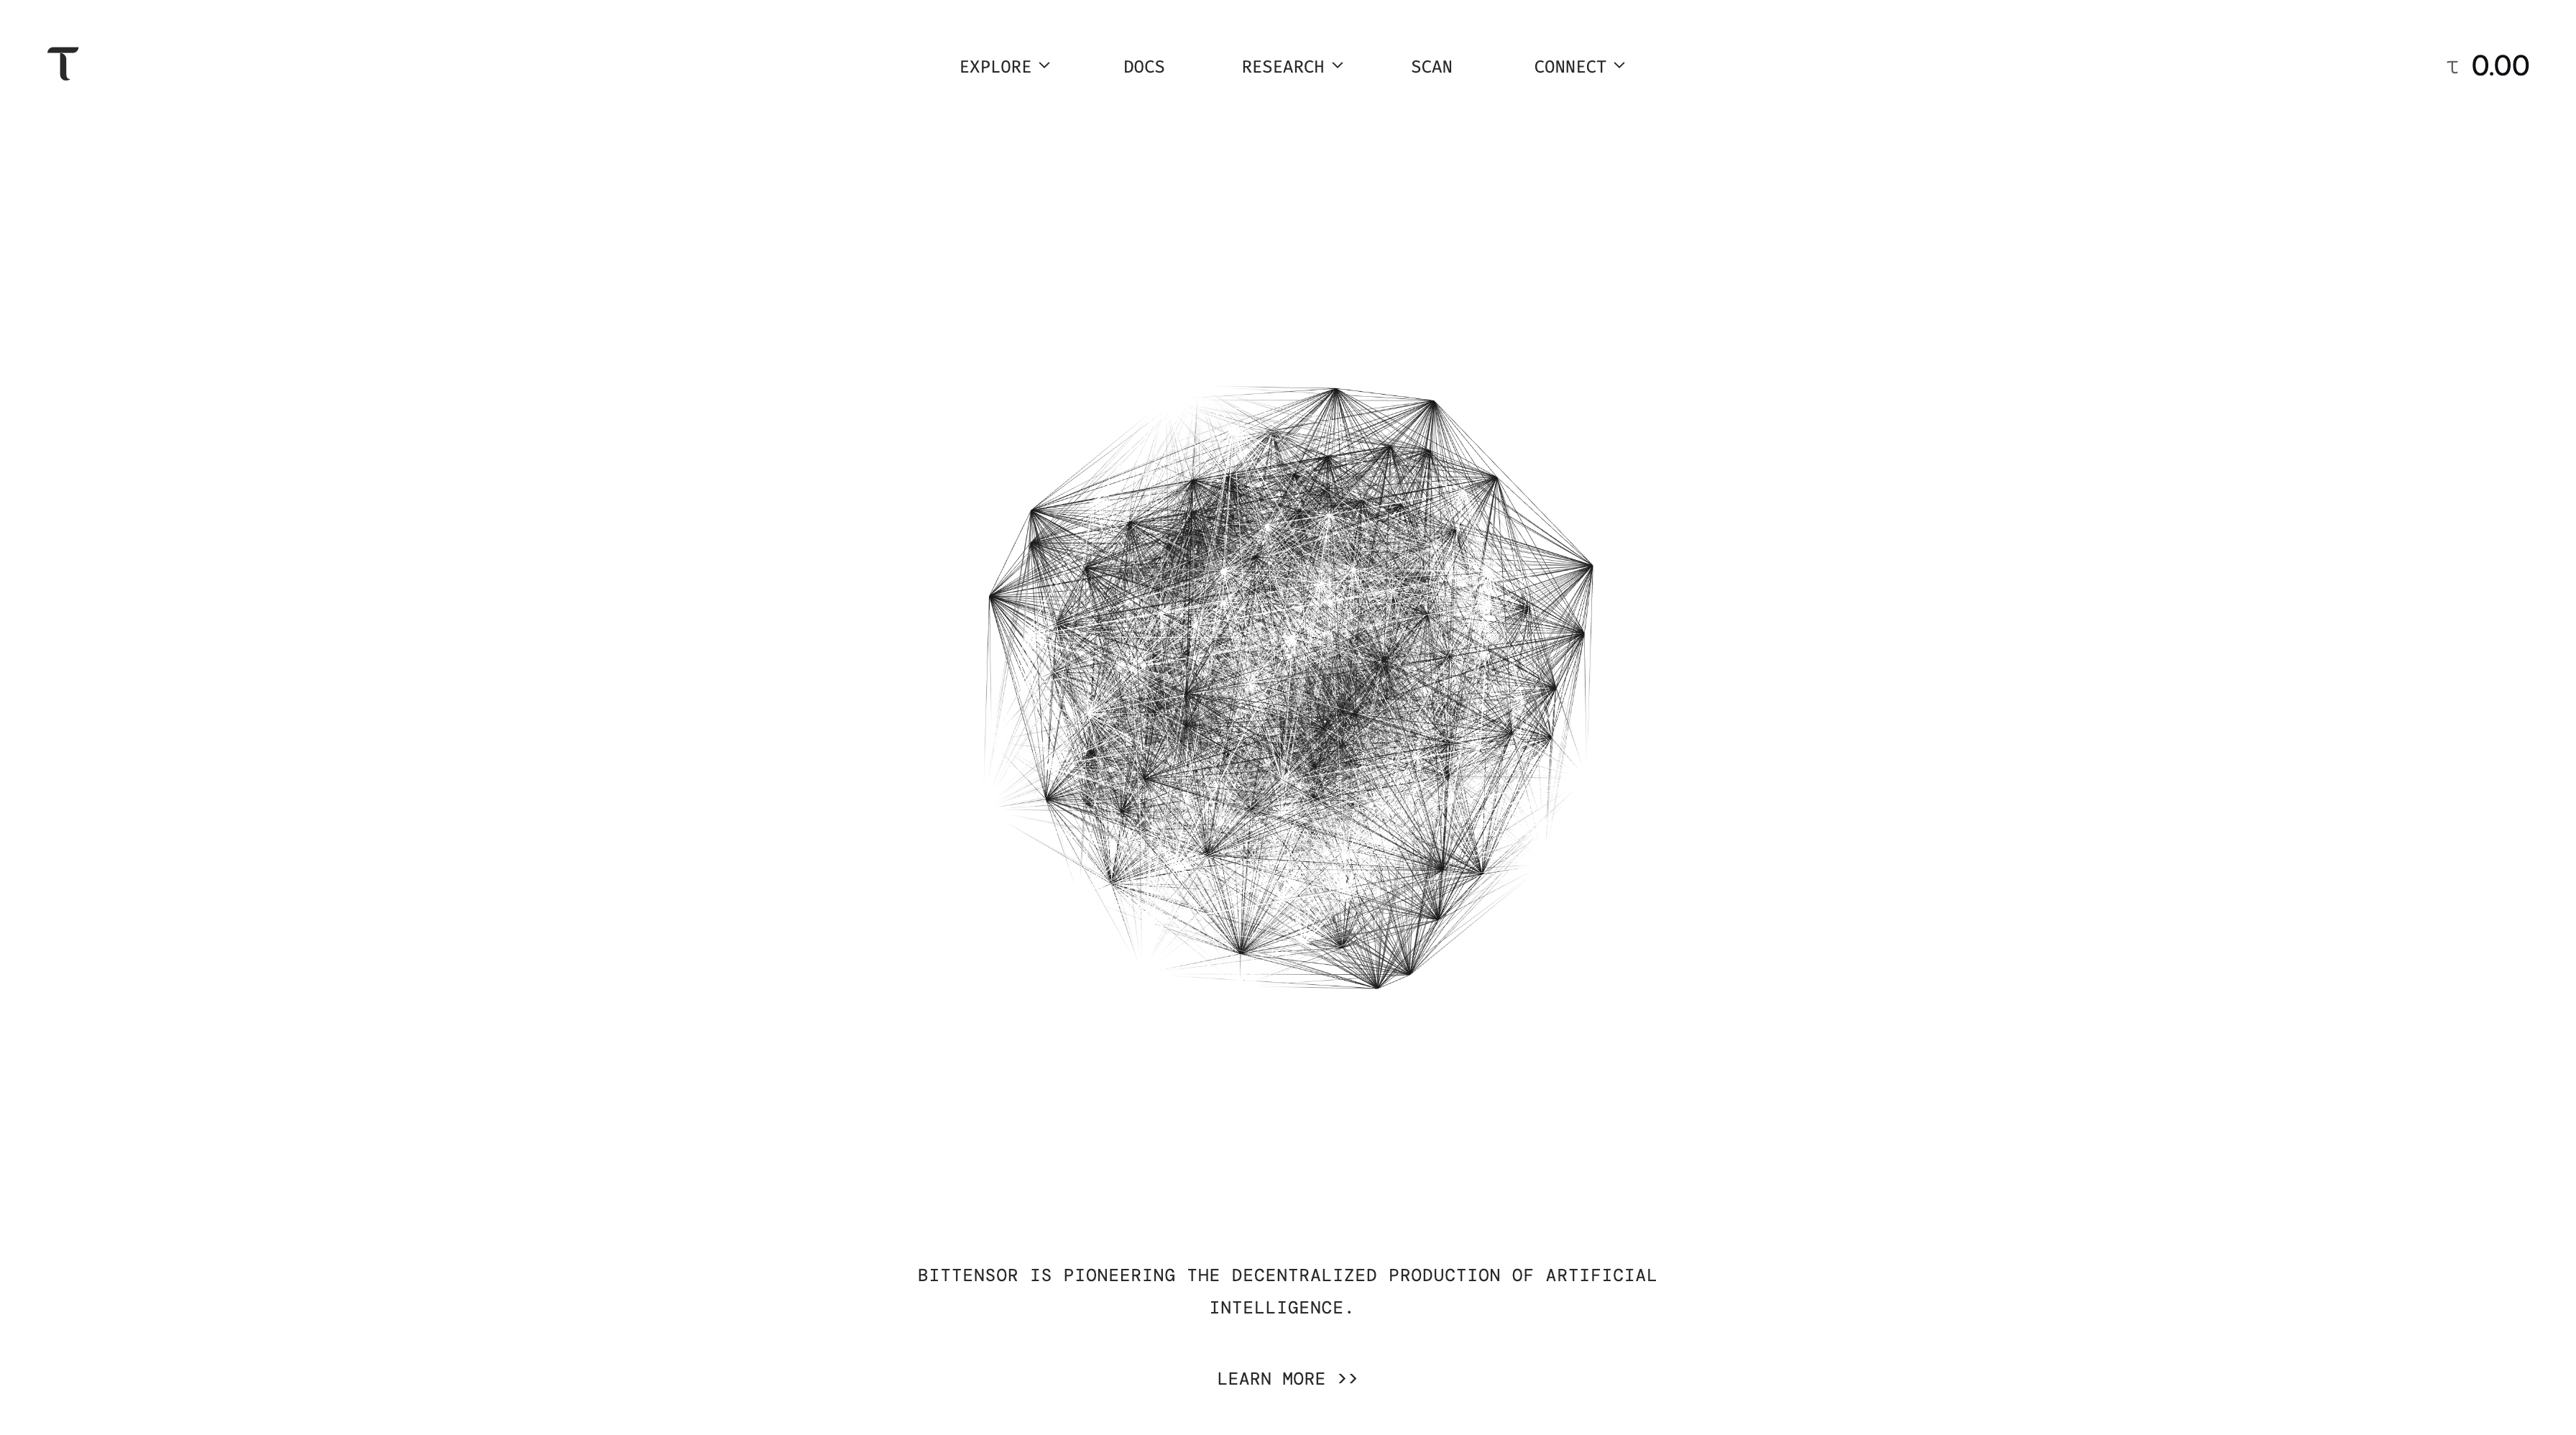 EXPLORE DOCS RESEARCH SCAN CONNECT τ 0.00
BITTENSOR IS PIONEERING THE DECENTRALIZED PRODUCTION OF ARTIFICIAL
INTELLIGENCE.
LEARN MORE >>